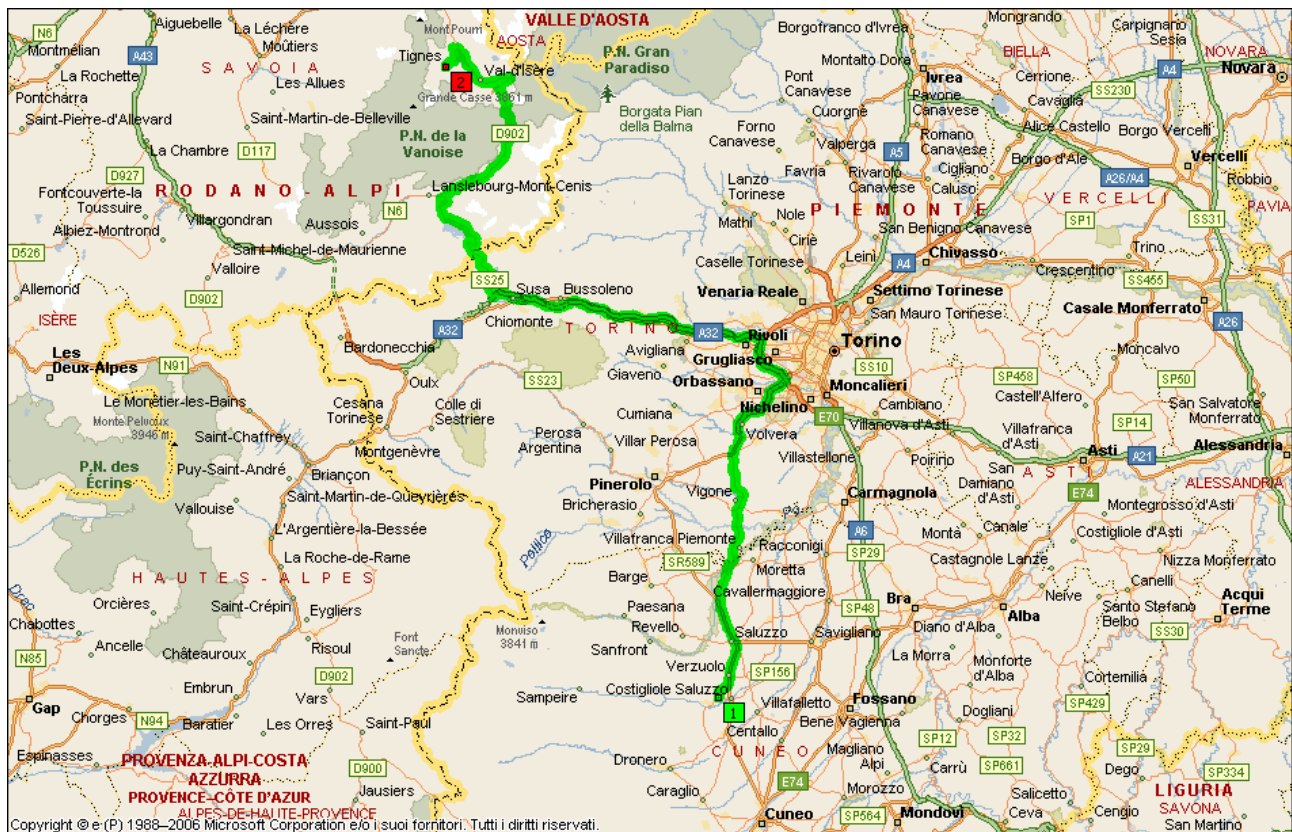 N6
Aiguebelle
La Léchère
Mont Pourri
VALLE D'AOSTA
Borgofranco D'Ivrea
Mongrando
Carpignano
Sesia
Montmélian
A43
Moûtiers
AOSTA
P.N. Gran
Paradiso
Montalto Dora
BIELLA
NOVARA
La Rochette
SAVOIA
Tignes
Val-d'Isère
Ivrea
Cerrione
A4
Novara
Les Allues
2
Pont
Canavese
Pavone
Canavese
SS230
Pontcharra
Grande Casse 3861 m
Cavaglià
Saint-Pierre-d'Allevard
Saint-Martin-de-Belleville
Borgata Pian
della Balma
Cuorgnè
Alice Castello
Borgo Vercelli
D902
Forno
Canavese
Romano
Canavese
La Chambre
D117
P.N. de la
Vanoise
Valperga
A5
Cigliano
Borgo d'Ale
Vercelli
D927
Favria
Rivarolo
Canavese
A26/A4
Robbio
Fontcouverte-la
Toussuire
RODANO-ALPI
Lanslebourg-Mont-Cenis
Lanzo
Torinese
Caluso
VERCELLI
Villargondran
Aussois
N6
Nole
PIEMONTE
SP1
SS31
PAVIA
Albiez-Montrond
Mathi
Ciriè
San Benigno Canavese
D526
Saint-Michel-de-Maurienne
Leinì
Trino
Valloire
Caselle Torinese
A4
Chivasso
Crescentino
SS455
Allemond
D902
SS25
Susa
Bussoleno
Venaria Reale
Settimo Torinese
Casale Monferrato
ISÈRE
Chiomonte
TORINO
San Mauro Torinese
A26
A32
A32
Rivoli
Bardonecchia
Avigliana
Grugliasco
Torino
Moncalvo
Les
Deux-Alpes
N91
Oulx
SS23
Giaveno
Orbassano
SS10
SP458
SP50
Le Monêtier-les-Bains
Cesana
Torinese
Colle di
Sestriere
Cumiana
Nichelino
Moncalieri
Castell'Alfero
San Salvatore
Monferrato
Monte Pelvoux
3946 m
Saint-Chaffrey
E70
Cambiano
Villanova d'Asti
Villafranca
d'Asti
SP14
Perosa
Argentina
Villar Perosa
Volvera
Montgenèvre
Asti
Alessandria
P.N. des
Écrins
Puy-Saint-André
Briançon
Villastellone
Poirino
A21
Pinerolo
San
Damiano
d'Asti
ASTI
ALESSANDRIA
Vallouise
Saint-Martin-de-Queyrières
Vigone
Carmagnola
E74
Montegrosso d'Asti
Bricherasio
Canale
L'Argentière-la-Bessée
Pellice
Villafranca Piemonte
A6
Montà
Costigliole d'Asti
La Roche-de-Rame
Racconigi
SP29
Castagnole Lanze
Nizza Monferrato
SR589
Moretta
HAUTES-ALPES
Barge
Cavallermaggiore
Canelli
Drac
Orcières
Saint-Crépin
Eygliers
Paesana
SP48
Bra
Alba
Neive
Santo Stefano
Belbo
Acqui
Terme
Chabottes
Revello
Diano d'Alba
Ancelle
Font
Sancte
Monviso
3841 m
Saluzzo
Savigliano
SS30
N85
Risoul
Sanfront
La Morra
Châteauroux
Verzuolo
SP156
Monforte
d'Alba
D902
Cortemilia
Embrun
Vars
Sampeire
Costigliole Saluzzo
Gap
Villafalletto
Fossano
SP429
Chorges
N94
Saint-Paul
1
Bene Vagienna
Dogliani
Baratier
Les Orres
Centallo
SP12
SP32
SP29
Espinasses
PROVENZA-ALPI-COSTA
AZZURRA
PROVENCE-CÔTE D'AZUR
ALPES-DE-HAUTE-PROVENCE
D900
Dronero
CUNEO
Magliano
Alpi
Carrù
SP661
Dego
SP334
Jausiers
Caraglio
E74
Morozzo
Salicetto
LIGURIA
SAVONA
Cuneo
SP564
Mondovì
Ceva
Cengio
San Martino
Copyright © e (P) 1988–2006 Microsoft Corporation e/o i suoi fornitori. Tutti i diritti riservati.